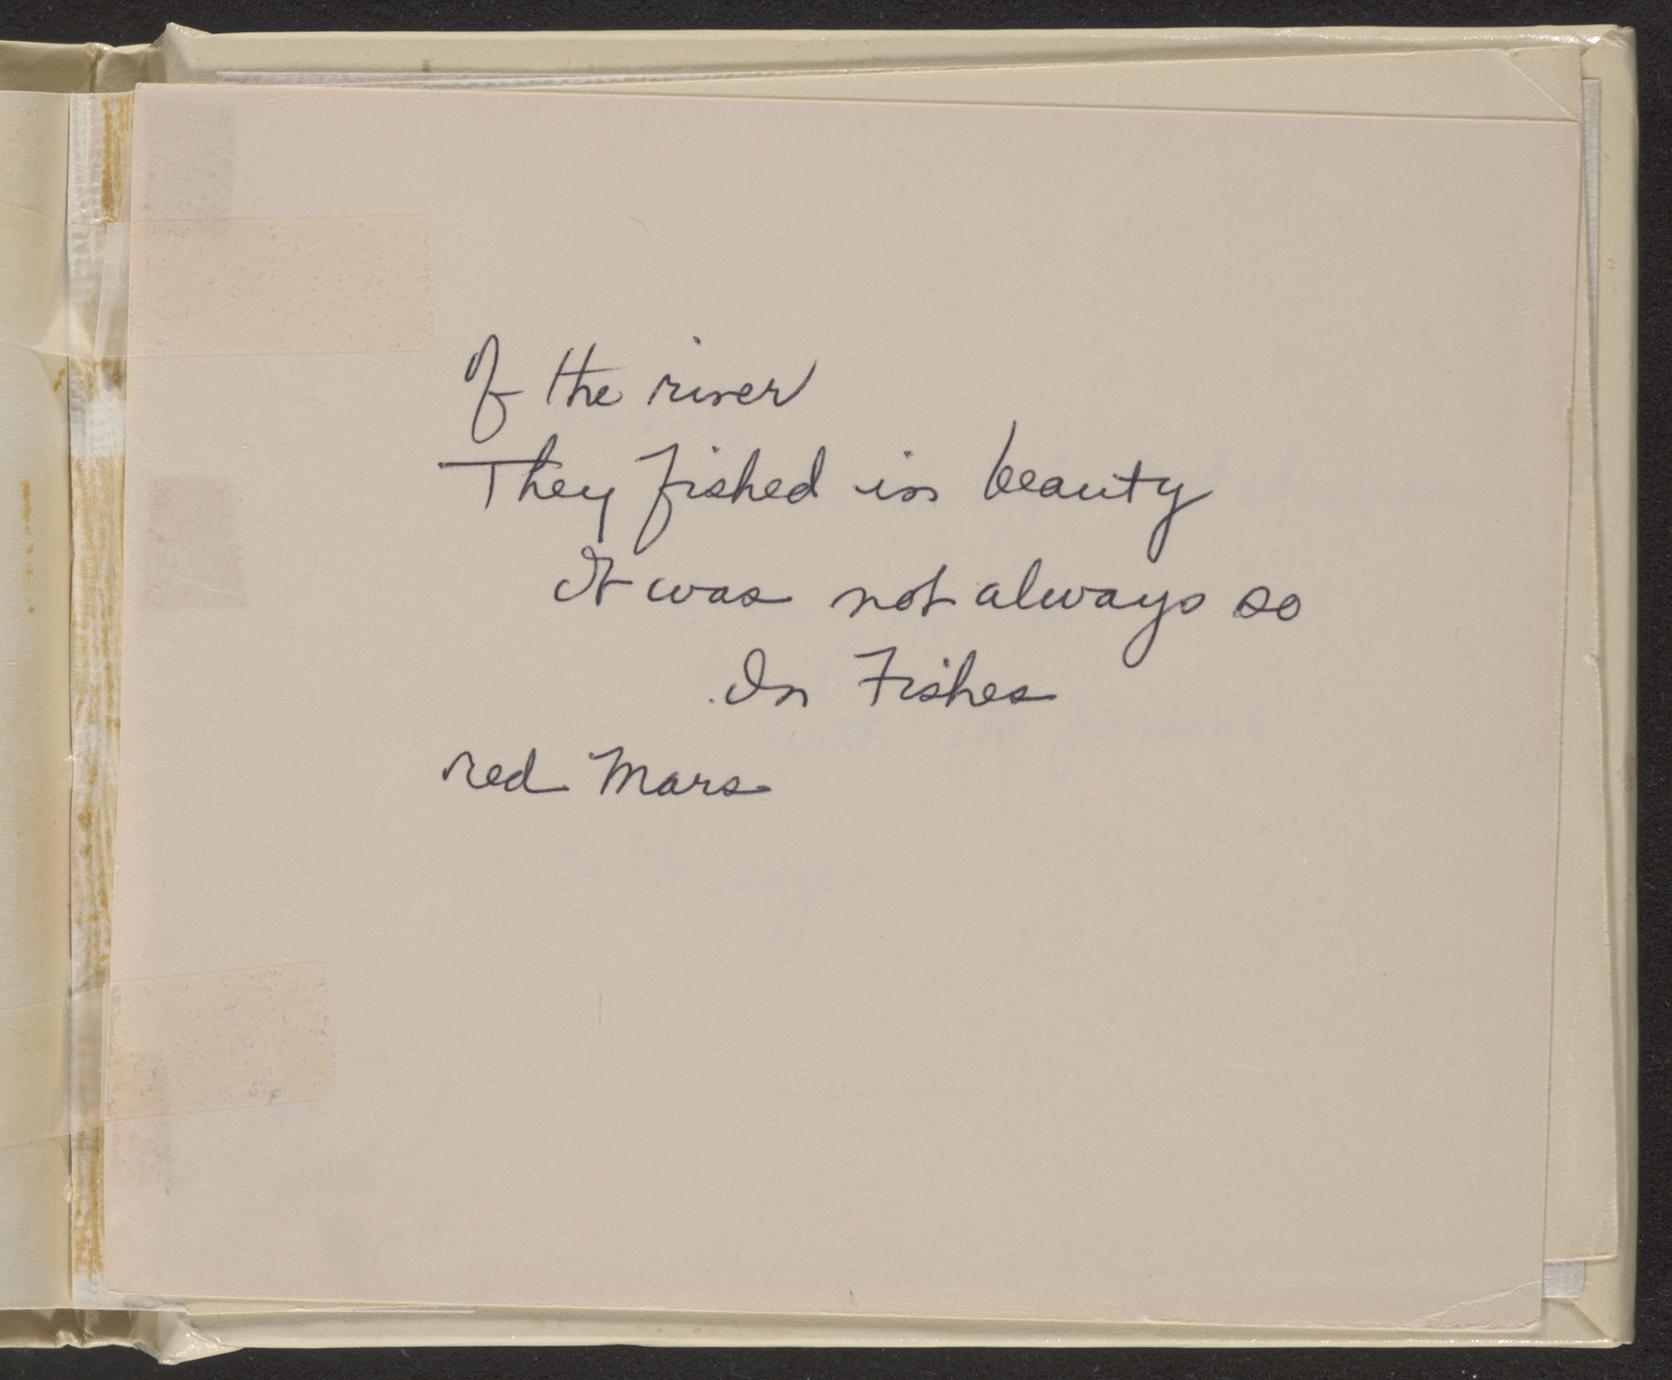 Of the river
They fished in beauty
It was not always so
In Fishes
red Mars